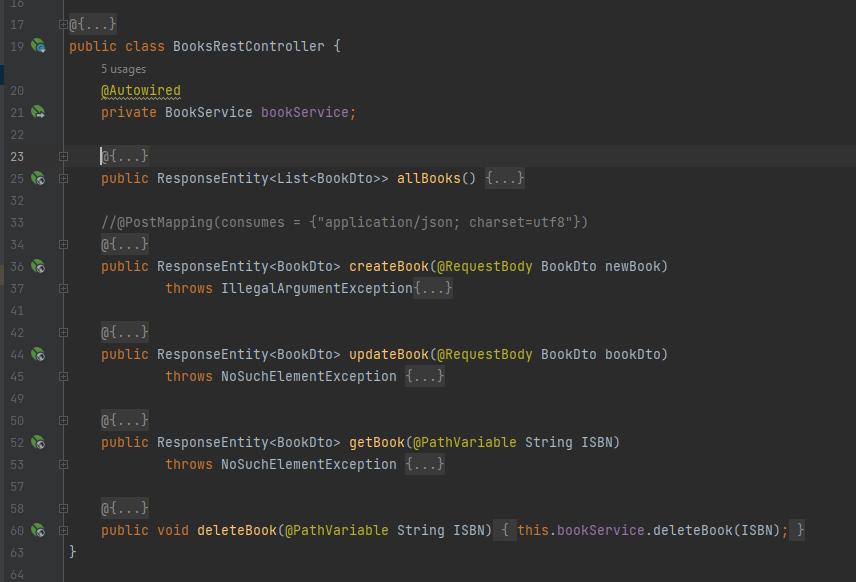 16
17 @{...}
19 public class BooksRestController {
5 usages
20 @Autowired
21 private BookService bookService;
22
23 @{...}
25 public ResponseEntity<List<BookDto>> allBooks() {...}
32
33 //@PostMapping(consumes = {"application/json; charset=utf8"})
34 @{...}
36 public ResponseEntity<BookDto> createBook(@RequestBody BookDto newBook)
37 throws IllegalArgumentException{...}
41
42 @{...}
44 public ResponseEntity<BookDto> updateBook(@RequestBody BookDto bookDto)
45 throws NoSuchElementException {...}
49
50 @{...}
52 public ResponseEntity<BookDto> getBook(@PathVariable String ISBN)
53 throws NoSuchElementException {...}
57
58 @{...}
60 public void deleteBook(@PathVariable String ISBN) { this.bookService.deleteBook(ISBN); }
63 }
64